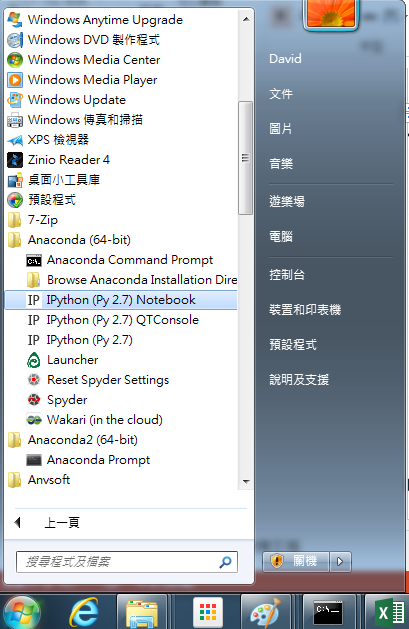 Windows Anytime Upgrade
Windows DVD 製作程式
Windows Media Center
Windows Media Player
Windows Update
Windows 傳真和掃描
XPS 檢視器
Zinio Reader 4
桌面小工具庫
預設程式
7-Zip
Anaconda (64-bit)
Anaconda Command Prompt
Browse Anaconda Installation Dire
IP IPython (Py 2.7) Notebook
IP IPython (Py 2.7) QTConsole
IP IPython (Py 2.7)
Launcher
Reset Spyder Settings
Spyder
Wakari (in the cloud)
Anaconda2 (64-bit)
Anaconda Prompt
Anvsoft
上一頁
搜尋程式及檔案
David
文件
圖片
音樂
遊樂場
電腦
控制台
裝置和印表機
預設程式
說明及支援
關機